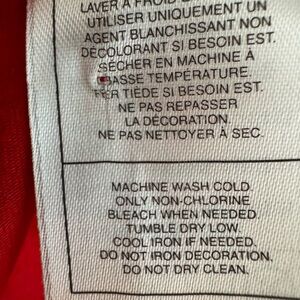 LAVER À FROID
UTILISER UNIQUEMENT UN
AGENT BLANCHISSANT NON
DÉCOLORANT SI BESOIN EST.
SÉCHER EN MACHINE À
BASSE TEMPÉRATURE.
FER TIÈDE SI BESOIN EST.
NE PAS REPASSER
LA DÉCORATION.
NE PAS NETTOYER À SEC.
MACHINE WASH COLD.
ONLY NON-CHLORINE
BLEACH WHEN NEEDED.
TUMBLE DRY LOW.
COOL IRON IF NEEDED.
DO NOT IRON DECORATION.
DO NOT DRY CLEAN.